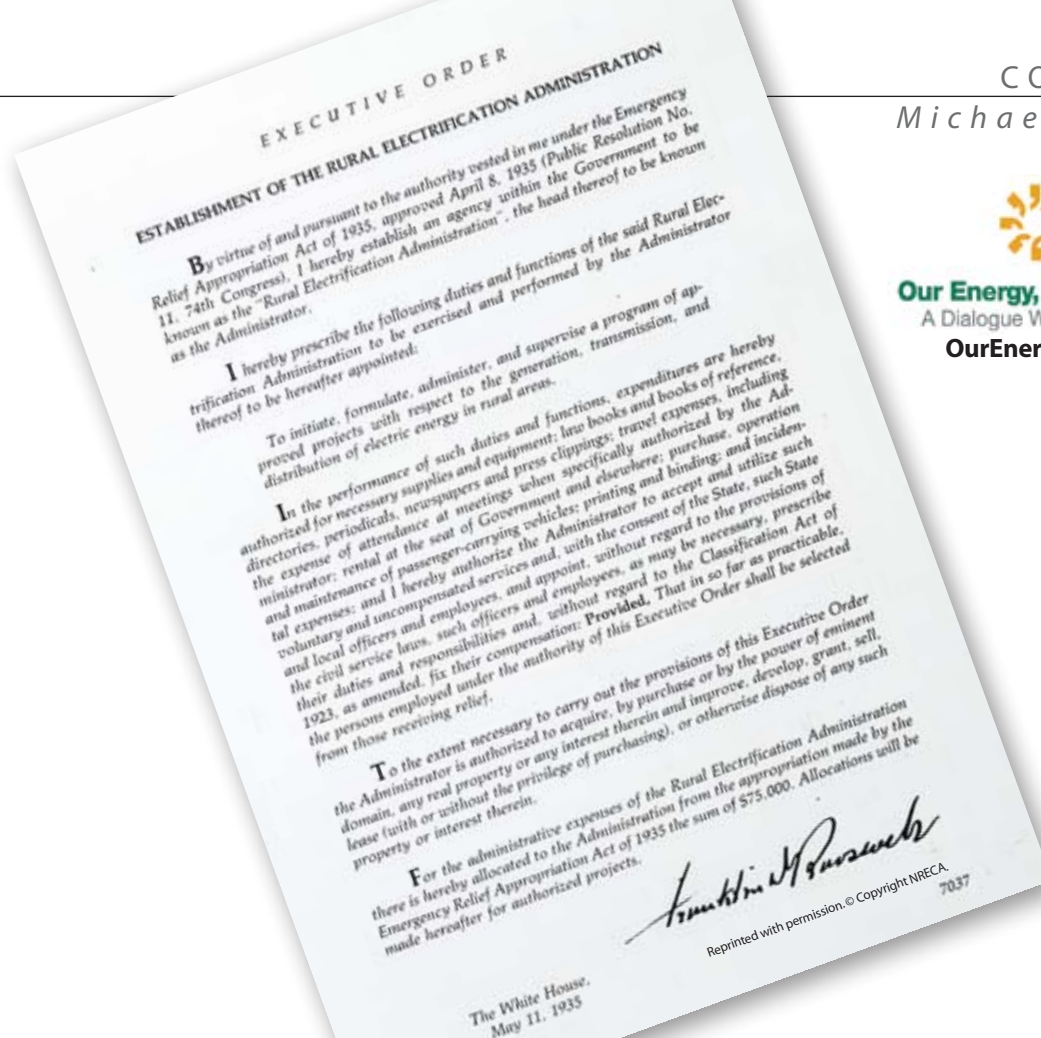 CO
Michae
Our Energy,
A Dialogue W
OurEner
EXECUTIVE ORDER
ESTABLISHMENT OF THE RURAL ELECTRIFICATION ADMINISTRATION
By virtue of and pursuant to the authority vested in me under the Emergency
Relief Appropriation Act of 1935, approved April 8, 1935 (Public Resolution No.
11, 74th Congress), I hereby establish an agency within the Government to be
known as the "Rural Electrification Administration", the head thereof to be known
as the Administrator.
I hereby prescribe the following duties and functions of the said Rural Elec-
trification Administration to be exercised and performed by the Administrator
thereof to be hereafter appointed:
To initiate, formulate, administer, and supervise a program of ap-
proved projects with respect to the generation, transmission, and
distribution of electric energy in rural areas.
In the performance of such duties and functions, expenditures are hereby
authorized for necessary supplies and equipment; law books and books of reference,
directories, periodicals, newspapers and press clippings; travel expenses, including
the expense of attendance at meetings when specifically authorized by the Ad-
ministrator; rental at the seat of Government and elsewhere; purchase, operation
and maintenance of passenger-carrying vehicles; printing and binding; and inciden-
tal expenses; and I hereby authorize the Administrator to accept and utilize such
voluntary and uncompensated services and, with the consent of the State, such State
and local officers and employees, and appoint, without regard to the provisions of
the civil service laws, such officers and employees, as may be necessary, prescribe
their duties and responsibilities and, without regard to the Classification Act of
1923, as amended, fix their compensation: Provided, That in so far as practicable,
the persons employed under the authority of this Executive Order shall be selected
from those receiving relief.
To the extent necessary to carry out the provisions of this Executive Order
the Administrator is authorized to acquire, by purchase or by the power of eminent
domain, any real property or any interest therein and improve, develop, grant, sell,
lease (with or without the privilege of purchasing), or otherwise dispose of any such
property or interest therein.
For the administrative expenses of the Rural Electrification Administration
there is hereby allocated to the Administration from the appropriation made by the
Emergency Relief Appropriation Act of 1935 the sum of $75,000. Allocations will be
made hereafter for authorized projects.
Franklin D Roosevelt
Reprinted with permission. © Copyright NRECA.
7037
The White House,
May 11, 1935